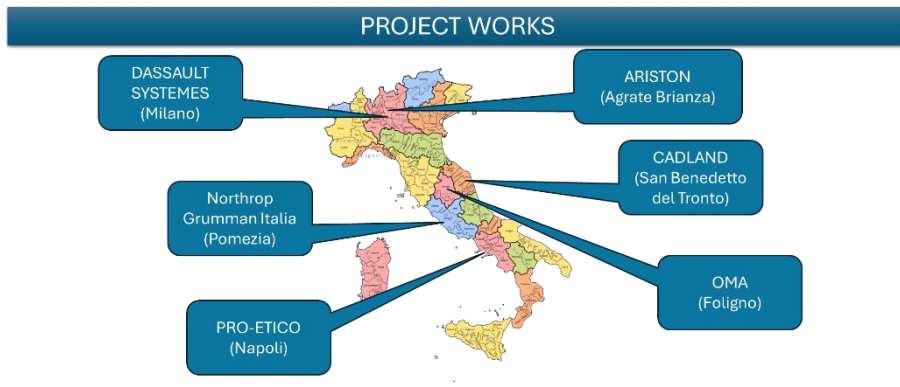 PROJECT WORKS
DASSAULT
SYSTEMES
(Milano)
ARISTON
(Agrate Brianza)
CADLAND
(San Benedetto
del Tronto)
Northrop
Grumman Italia
(Pomezia)
OMA
(Foligno)
PRO-ETICO
(Napoli)